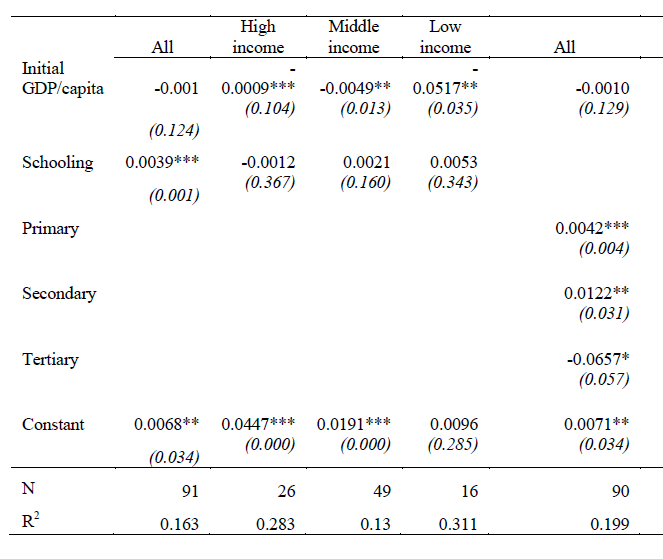 High Middle Low
All income income income All
Initial - -
GDP/capita -0.001 0.0009*** -0.0049** 0.0517** -0.0010
(0.104) (0.013) (0.035) (0.129)
(0.124)
Schooling 0.0039*** -0.0012 0.0021 0.0053
(0.367) (0.160) (0.343)
(0.001)
Primary 0.0042***
(0.004)
Secondary 0.0122**
(0.031)
Tertiary -0.0657*
(0.057)
Constant 0.0068** 0.0447*** 0.0191*** 0.0096 0.0071**
(0.000) (0.000) (0.285) (0.034)
(0.034)
N 91 26 49 16 90
R² 0.163 0.283 0.13 0.311 0.199